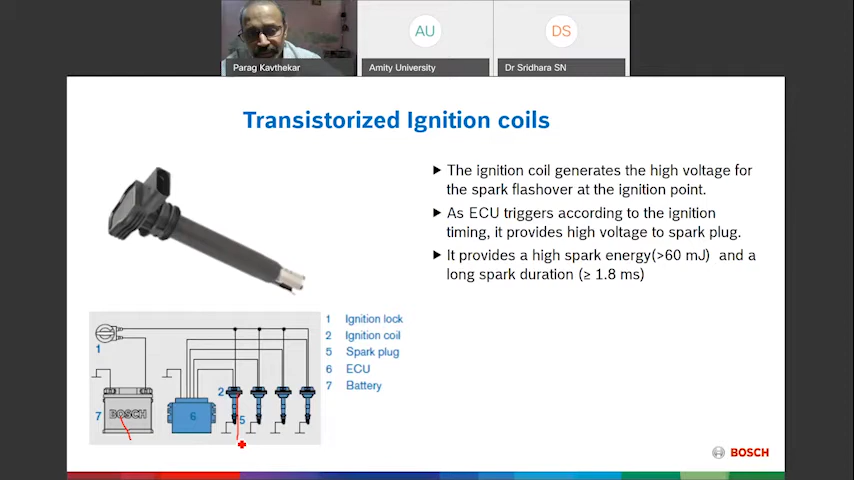 AU
DS
Parag Kavthekar
Amity University
Dr Sridhara SN
Transistorized Ignition coils
The ignition coil generates the high voltage for
the spark flashover at the ignition point.
As ECU triggers according to the ignition
timing, it provides high voltage to spark plug.
It provides a high spark energy(>60 mJ) and a
long spark duration (≥ 1.8 ms)
1 Ignition lock
2 Ignition coil
5 Spark plug
6 ECU
7 Battery
1
7
BOSCH
6
2
5
BOSCH